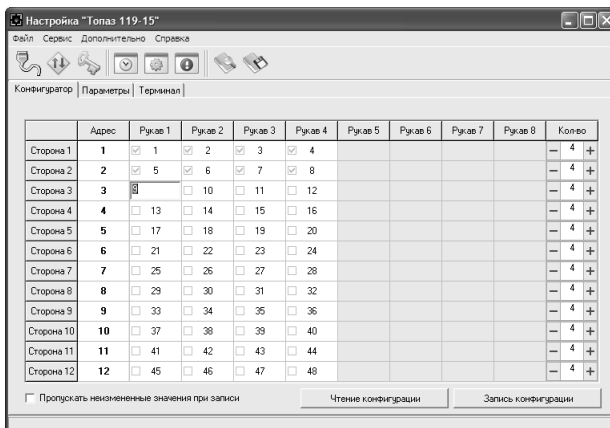 Настройка "Топаз 119-15"
Файл Сервис Дополнительно Справка
Конфигуратор Параметры Терминал
Адрес Рукав 1 Рукав 2 Рукав 3 Рукав 4 Рукав 5 Рукав 6 Рукав 7 Рукав 8 Кол-во
Сторона 1 1 1 2 3 4 − 4 +
Сторона 2 2 5 6 7 8 − 4 +
Сторона 3 3 9 10 11 12 − 4 +
Сторона 4 4 13 14 15 16 − 4 +
Сторона 5 5 17 18 19 20 − 4 +
Сторона 6 6 21 22 23 24 − 4 +
Сторона 7 7 25 26 27 28 − 4 +
Сторона 8 8 29 30 31 32 − 4 +
Сторона 9 9 33 34 35 36 − 4 +
Сторона 10 10 37 38 39 40 − 4 +
Сторона 11 11 41 42 43 44 − 4 +
Сторона 12 12 45 46 47 48 − 4 +
Пропускать неизмененные значения при записи Чтение конфигурации Запись конфигурации